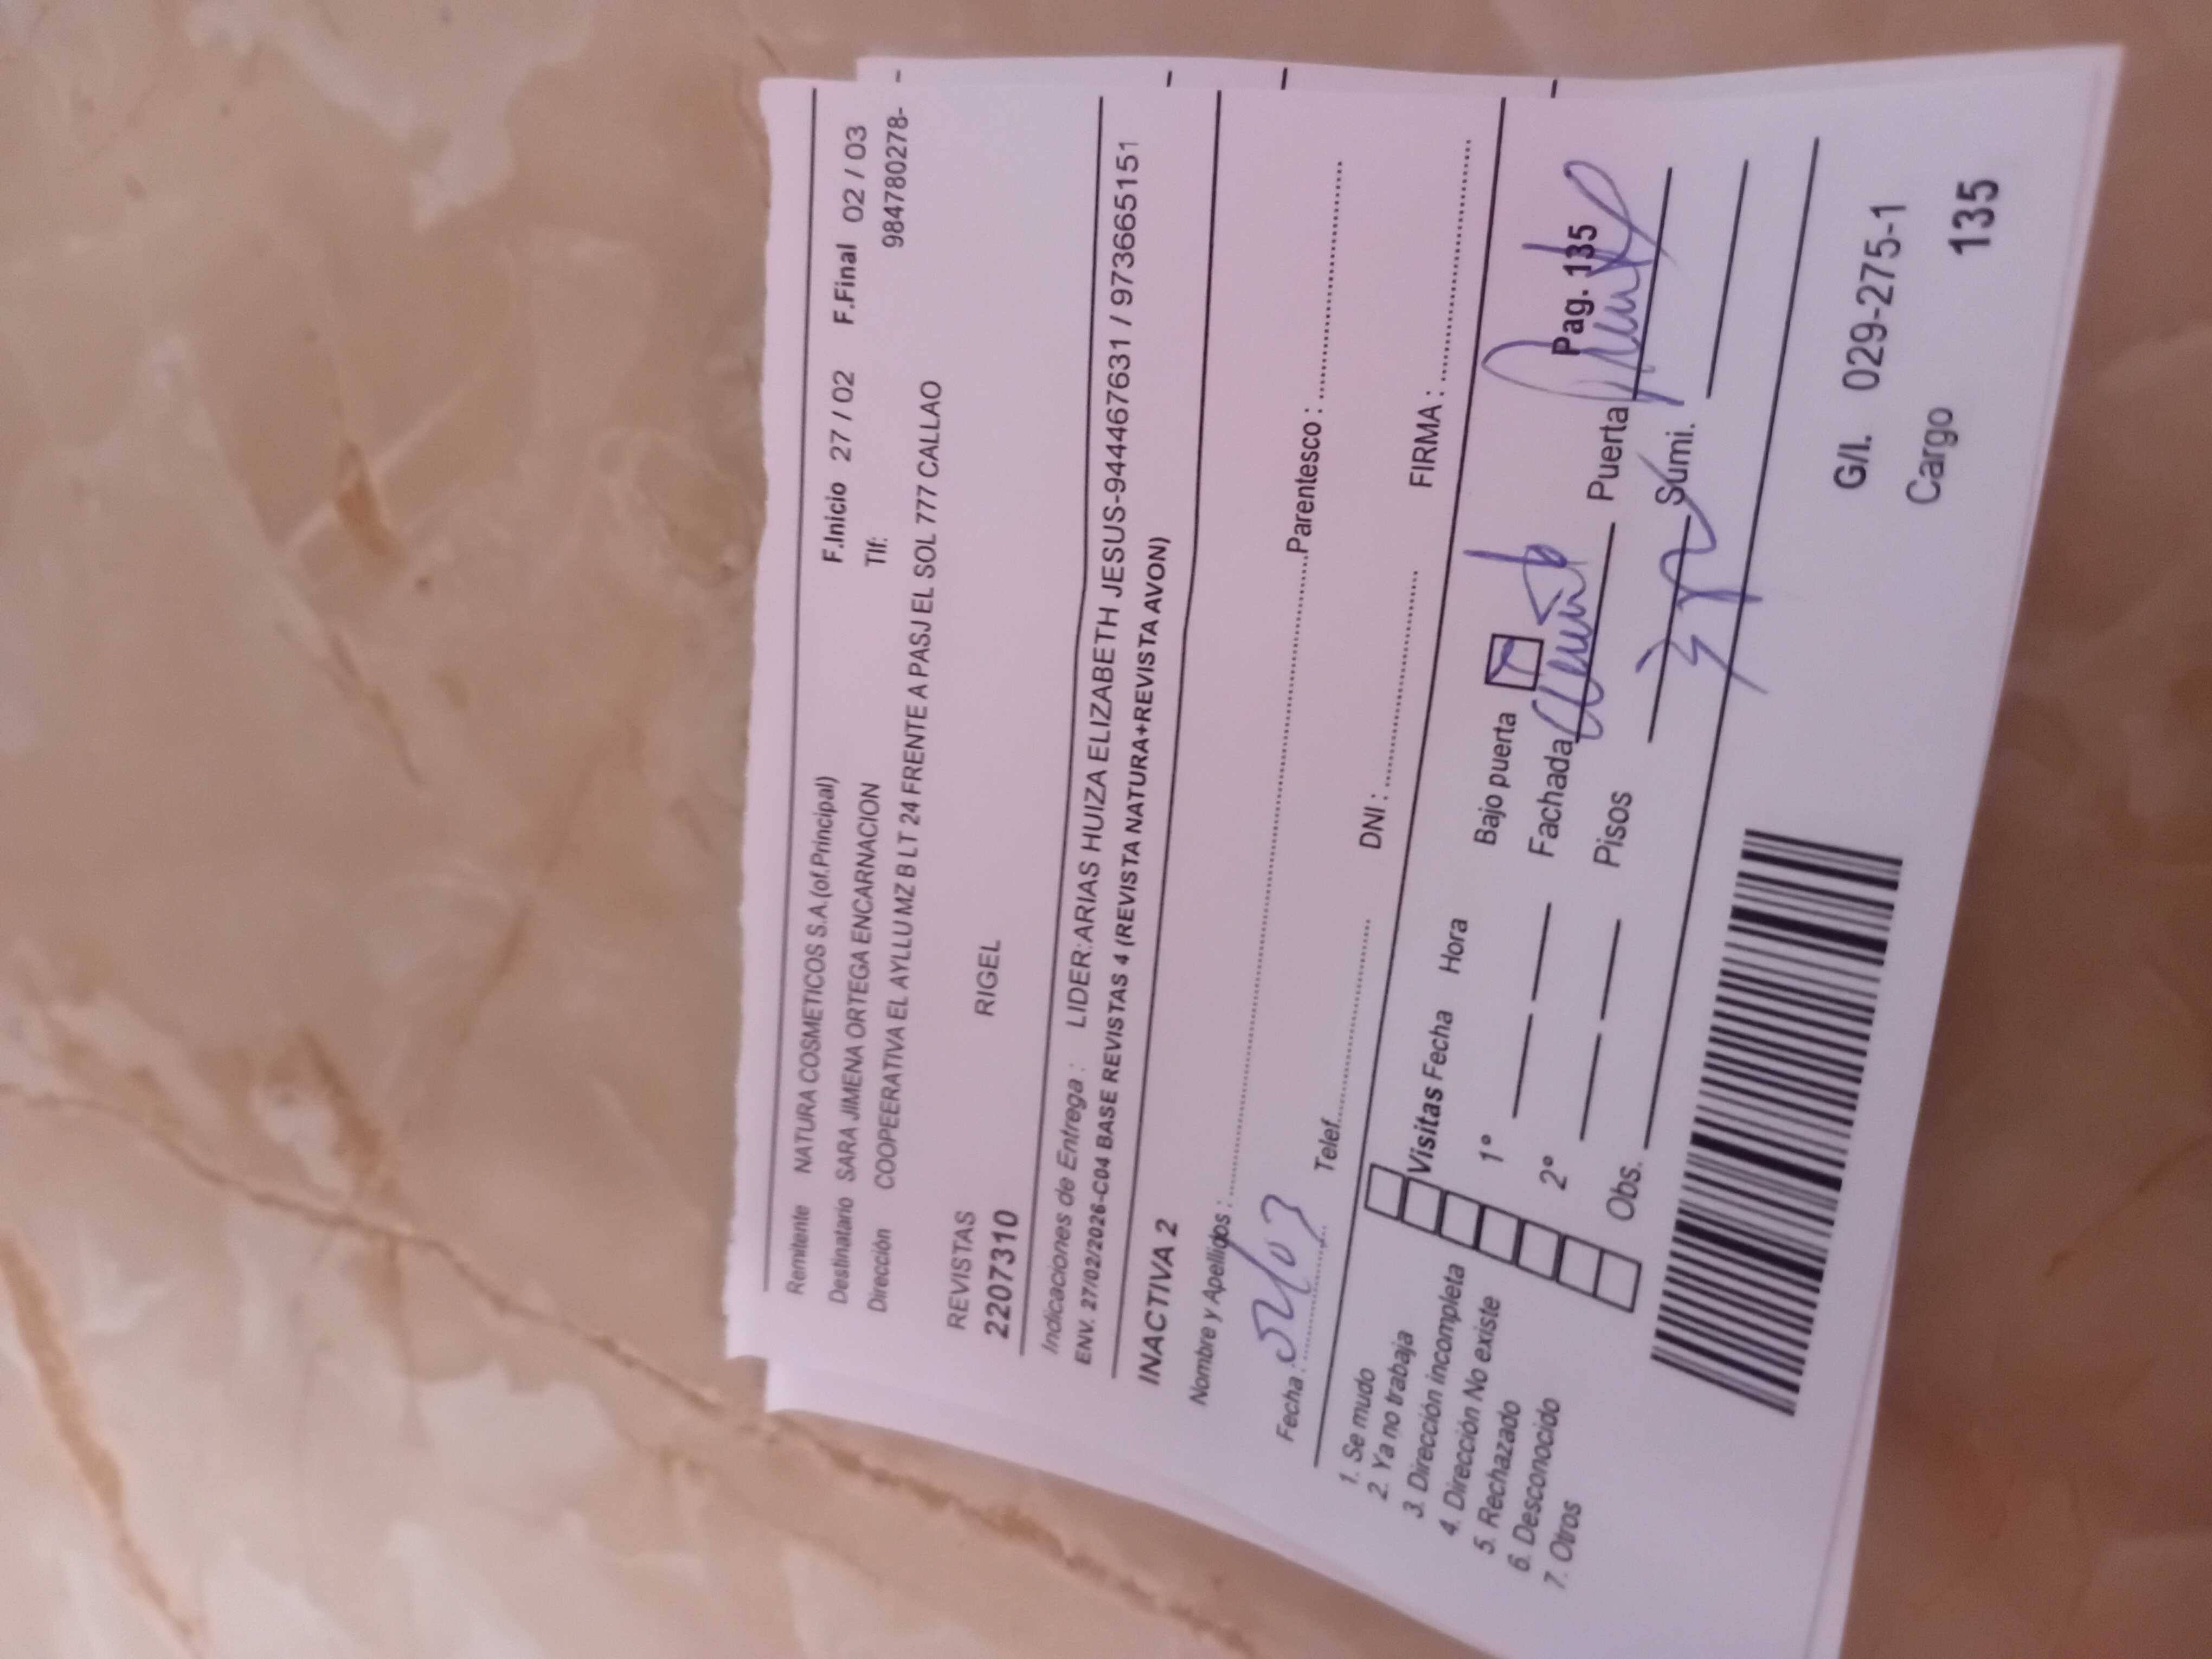 Remitente NATURA COSMETICOS S.A.(of.Principal) F.Inicio 27 / 02 F.Final 02 / 03
Destinatario SARA JIMENA ORTEGA ENCARNACION Tlf: 984780278-
Dirección COOPEERATIVA EL AYLLU MZ B LT 24 FRENTE A PASJ EL SOL 777 CALLAO
REVISTAS
2207310 RIGEL
Indicaciones de Entrega : LIDER:ARIAS HUIZA ELIZABETH JESUS-944467631 / 973665151
ENV. 27/02/2026-C04 BASE REVISTAS 4 (REVISTA NATURA+REVISTA AVON)
INACTIVA 2
Nombre y Apellidos : Parentesco :
Fecha : Telef. DNI : FIRMA :
1. Se mudo
2. Ya no trabaja
3. Dirección incompleta
4. Dirección No existe
5. Rechazado
6. Desconocido
7. Otros
Visitas Fecha Hora Bajo puerta Pag. 135
1° Fachada Puerta
2° Pisos Sumi.
Obs.
G/I. 029-275-1
Cargo
135